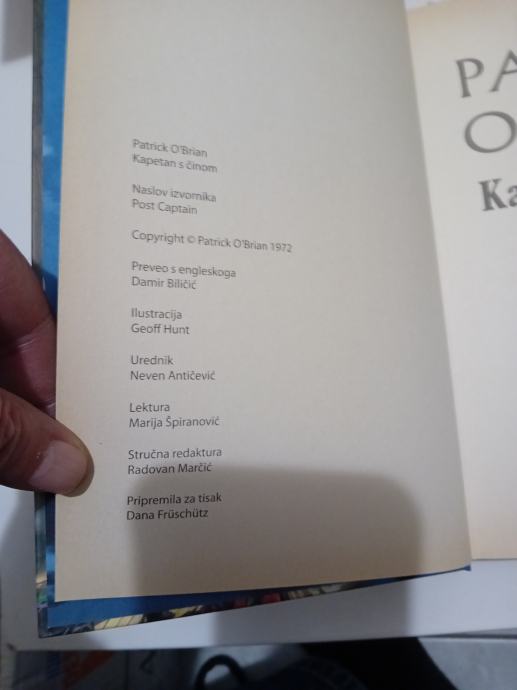 Patrick O'Brian
Kapetan s činom
Naslov izvornika
Post Captain
Copyright © Patrick O'Brian 1972
Preveo s engleskoga
Damir Biličić
Ilustracija
Geoff Hunt
Urednik
Neven Antičević
Lektura
Marija Špiranović
Stručna redaktura
Radovan Marčić
Pripremila za tisak
Dana Früschütz